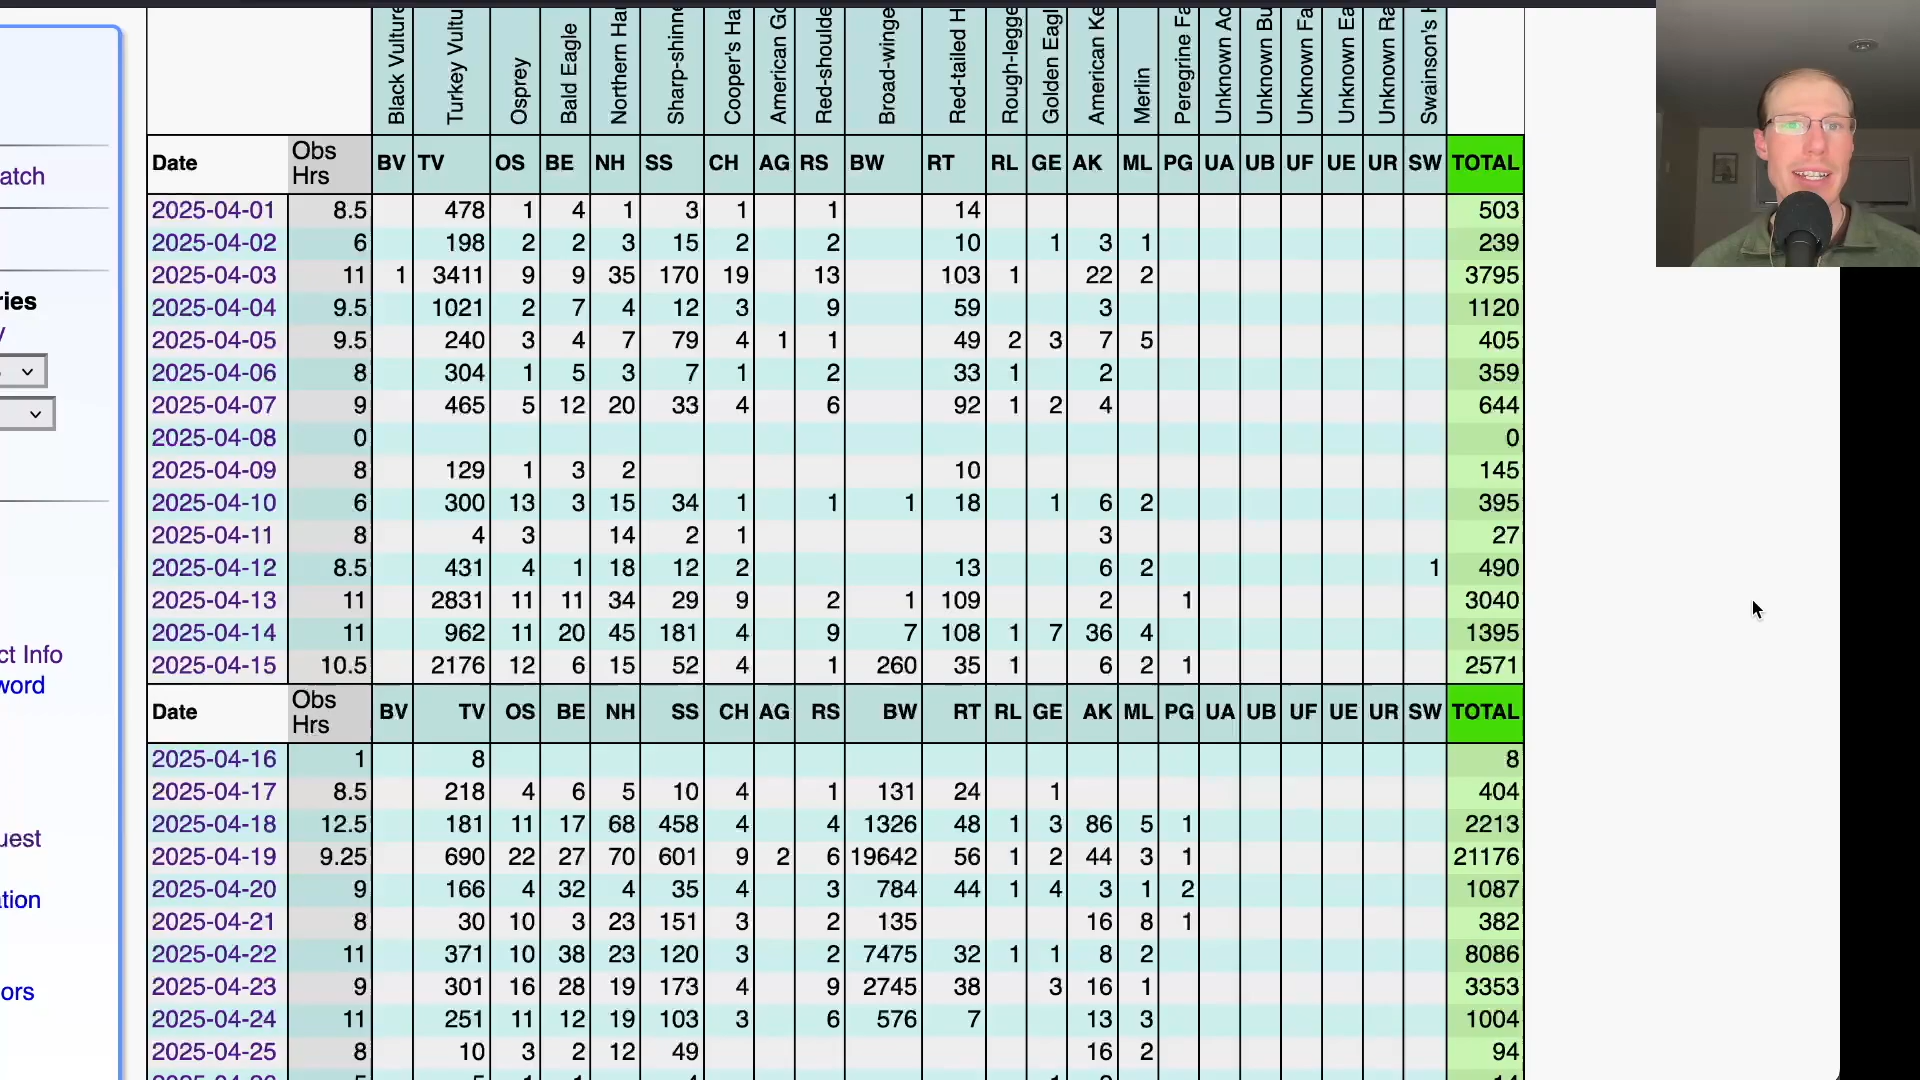 Black Vulture
Turkey Vultu
Osprey
Bald Eagle
Northern Ha
Sharp-shinne
Cooper's Ha
American Go
Red-shoulde
Broad-winge
Red-tailed H
Rough-legge
Golden Eagl
American Ke
Merlin
Peregrine Fa
Unknown Ac
Unknown Bu
Unknown Fa
Unknown Ea
Unknown Ra
Swainson's H
Date Obs Hrs BV TV OS BE NH SS CH AG RS BW RT RL GE AK ML PG UA UB UF UE UR SW TOTAL
atch
2025-04-01 8.5 478 1 4 1 3 1 1 14 503
2025-04-02 6 198 2 2 3 15 2 2 10 1 3 1 239
2025-04-03 11 1 3411 9 9 35 170 19 13 103 1 22 2 3795
ries
2025-04-04 9.5 1021 2 7 4 12 3 9 59 3 1120
2025-04-05 9.5 240 3 4 7 79 4 1 1 49 2 3 7 5 405
2025-04-06 8 304 1 5 3 7 1 2 33 1 2 359
2025-04-07 9 465 5 12 20 33 4 6 92 1 2 4 644
2025-04-08 0 0
2025-04-09 8 129 1 3 2 10 145
2025-04-10 6 300 13 3 15 34 1 1 1 18 1 6 2 395
2025-04-11 8 4 3 14 2 1 3 27
2025-04-12 8.5 431 4 1 18 12 2 13 6 2 1 490
2025-04-13 11 2831 11 11 34 29 9 2 1 109 2 1 3040
2025-04-14 11 962 11 20 45 181 4 9 7 108 1 7 36 4 1395
ct Info
2025-04-15 10.5 2176 12 6 15 52 4 1 260 35 1 6 2 1 2571
word
Date Obs Hrs BV TV OS BE NH SS CH AG RS BW RT RL GE AK ML PG UA UB UF UE UR SW TOTAL
2025-04-16 1 8 8
2025-04-17 8.5 218 4 6 5 10 4 1 131 24 1 404
2025-04-18 12.5 181 11 17 68 458 4 4 1326 48 1 3 86 5 1 2213
uest
2025-04-19 9.25 690 22 27 70 601 9 2 6 19642 56 1 2 44 3 1 21176
2025-04-20 9 166 4 32 4 35 4 3 784 44 1 4 3 1 2 1087
ation
2025-04-21 8 30 10 3 23 151 3 2 135 16 8 1 382
2025-04-22 11 371 10 38 23 120 3 2 7475 32 1 1 8 2 8086
2025-04-23 9 301 16 28 19 173 4 9 2745 38 3 16 1 3353
ors
2025-04-24 11 251 11 12 19 103 3 6 576 7 13 3 1004
2025-04-25 8 10 3 2 12 49 16 2 94